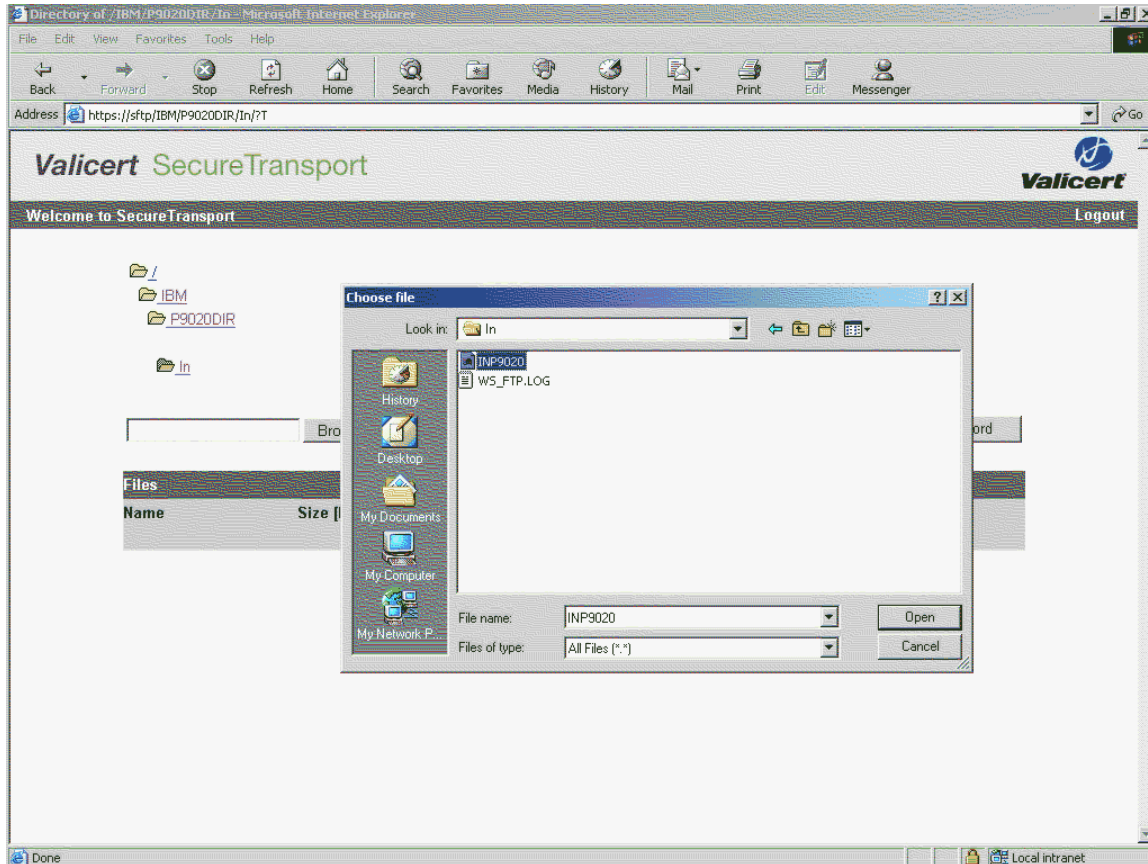 Directory of /IBM/P9020DIR/In - Microsoft Internet Explorer
File Edit View Favorites Tools Help
Back Forward Stop Refresh Home Search Favorites Media History Mail Print Edit Messenger
Address https://sftp/IBM/P9020DIR/In/?T Go
Valicert SecureTransport
Valicert
Welcome to SecureTransport Logout
/
IBM
P9020DIR
In
Bro
ord
Files
Name Size [
Choose file
Look in: In
History
Desktop
My Documents
My Computer
My Network P...
INP9020
WS_FTP.LOG
File name: INP9020 Open
Files of type: All Files (*.*) Cancel
Done Local intranet